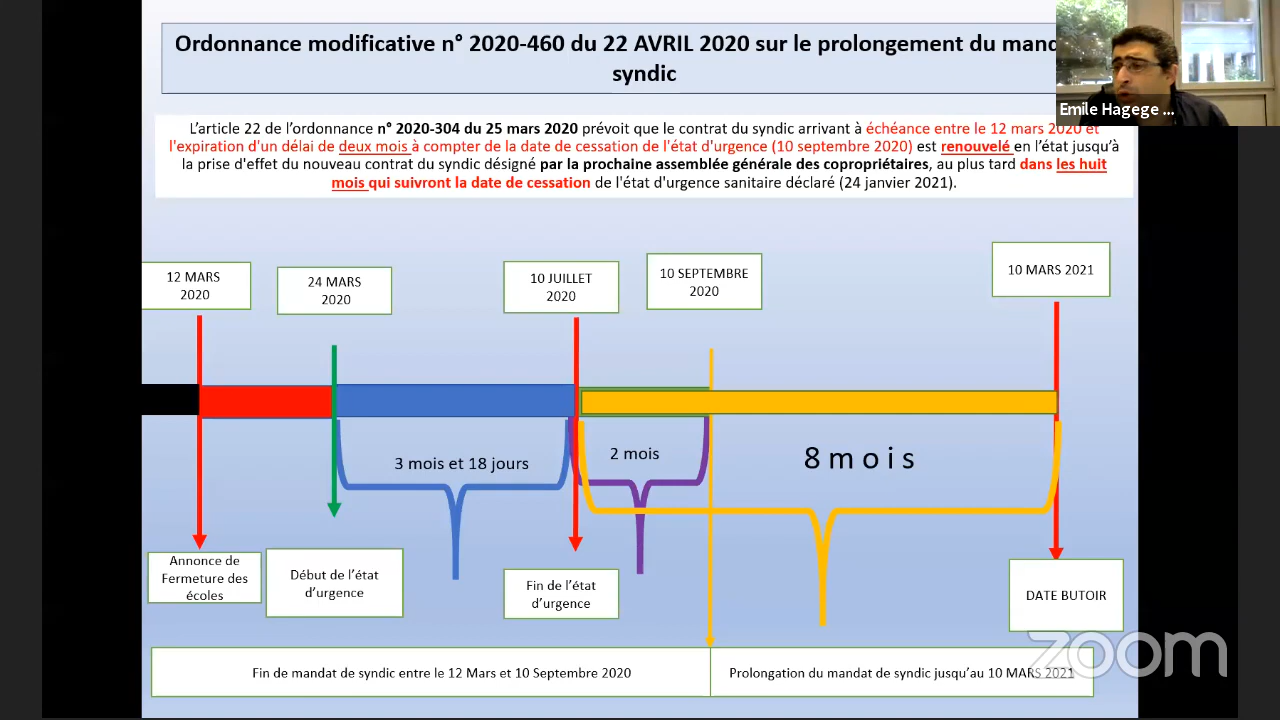 Ordonnance modificative n° 2020-460 du 22 AVRIL 2020 sur le prolongement du
syndic
Emile Hagege ...
L'article 22 de l'ordonnance n° 2020-304 du 25 mars 2020 prévoit que le contrat du syndic arrivant à échéance entre le 12 mars 2020 et
l'expiration d'un délai de deux mois à compter de la date de cessation de l'état d'urgence (10 septembre 2020) est renouvelé en l'état jusqu'à
la prise d'effet du nouveau contrat du syndic désigné par la prochaine assemblée générale des copropriétaires, au plus tard dans les huit
mois qui suivront la date de cessation de l'état d'urgence sanitaire déclaré (24 janvier 2021).
12 MARS
2020
24 MARS
2020
10 JUILLET
2020
10 SEPTEMBRE
2020
10 MARS 2021
3 mois et 18 jours
2 mois
8 mois
Annonce de
Fermeture des
écoles
Début de l'état
d'urgence
Fin de l'état
d'urgence
DATE BUTOIR
zoom
Fin de mandat de syndic entre le 12 Mars et 10 Septembre 2020
Prolongation du mandat de syndic jusqu'au 10 MARS 2021